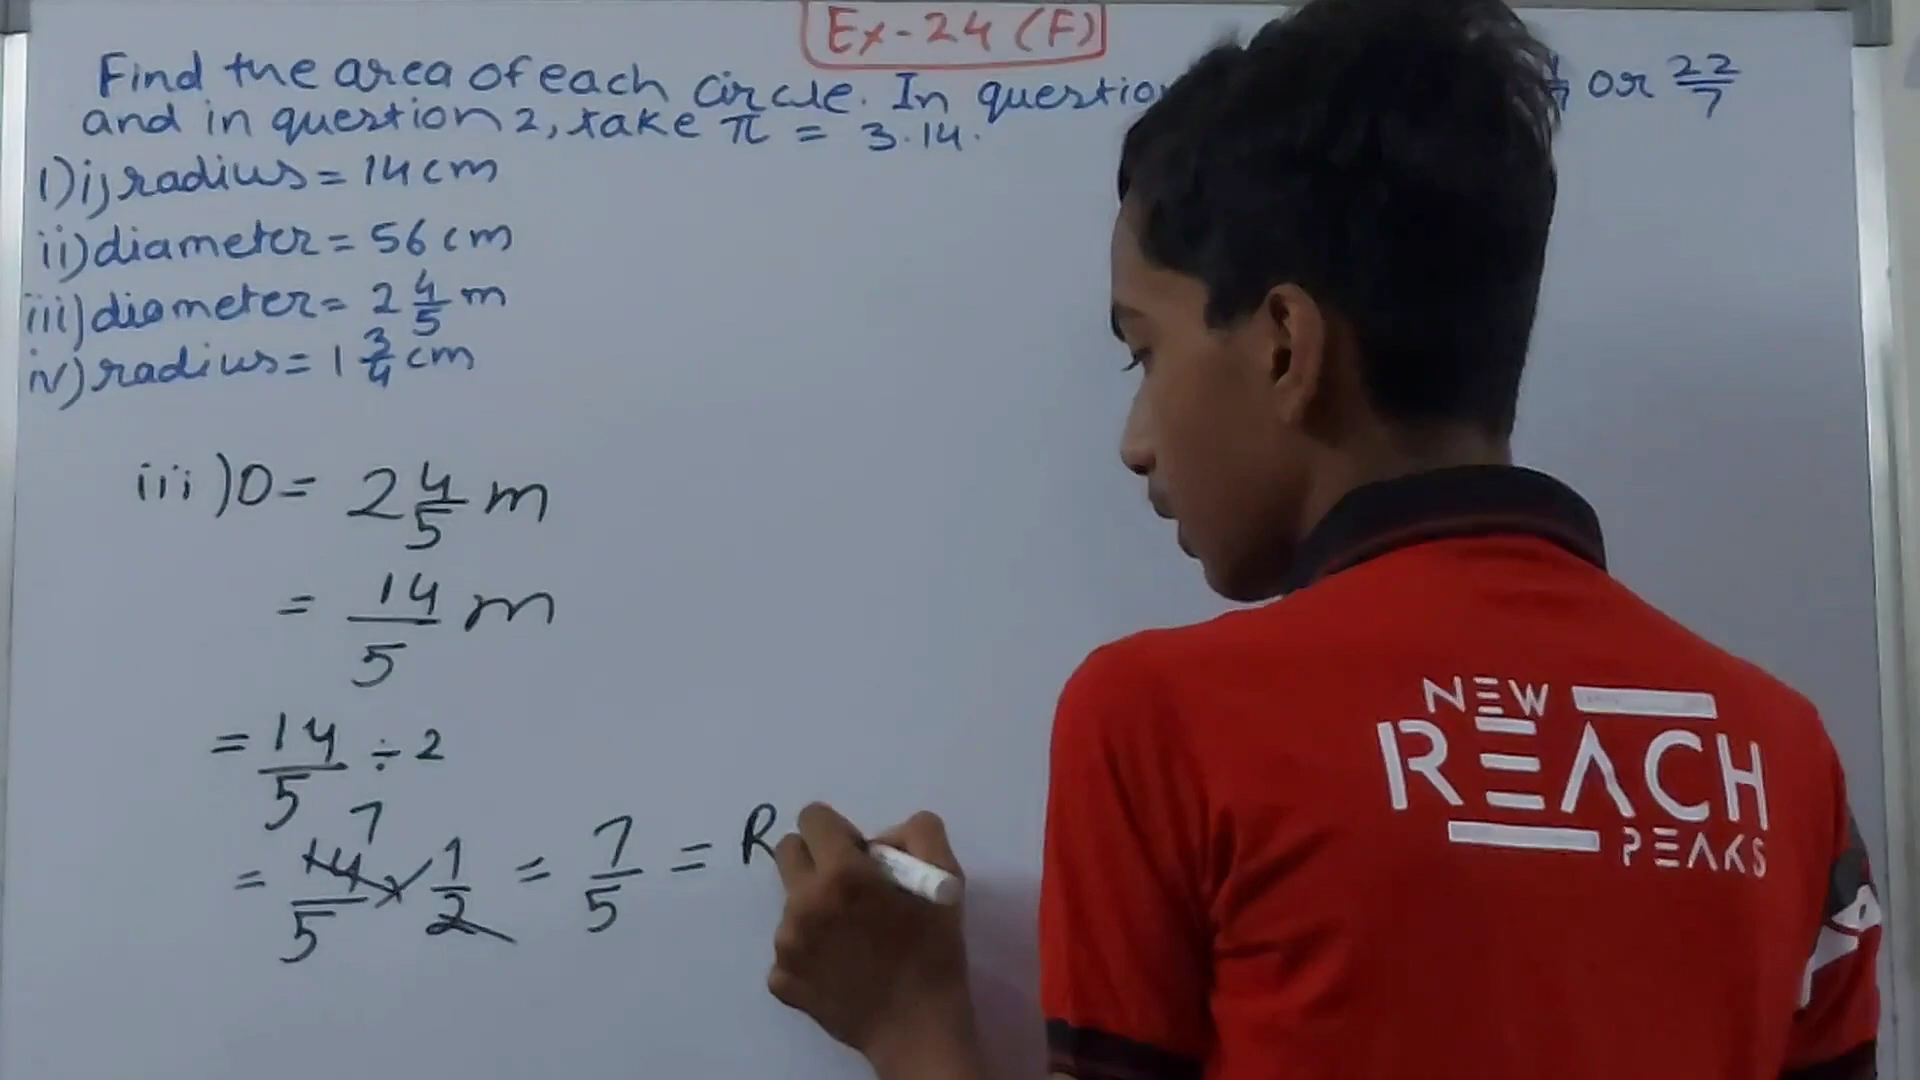 Ex-24 (F)
Find the area of each circle. In question or 22/7
and in question 2, take π = 3.14.
1) i) radius = 14 cm
ii) diameter = 56 cm
iii) diameter = 2 4/5 m
iv) radius = 1 3/4 cm
iii) D = 2 4/5 m
= 14/5 m
= 14/5 ÷ 2
7
= 14/5 x 1/2 = 7/5 = R
NEW
REACH
PEAKS